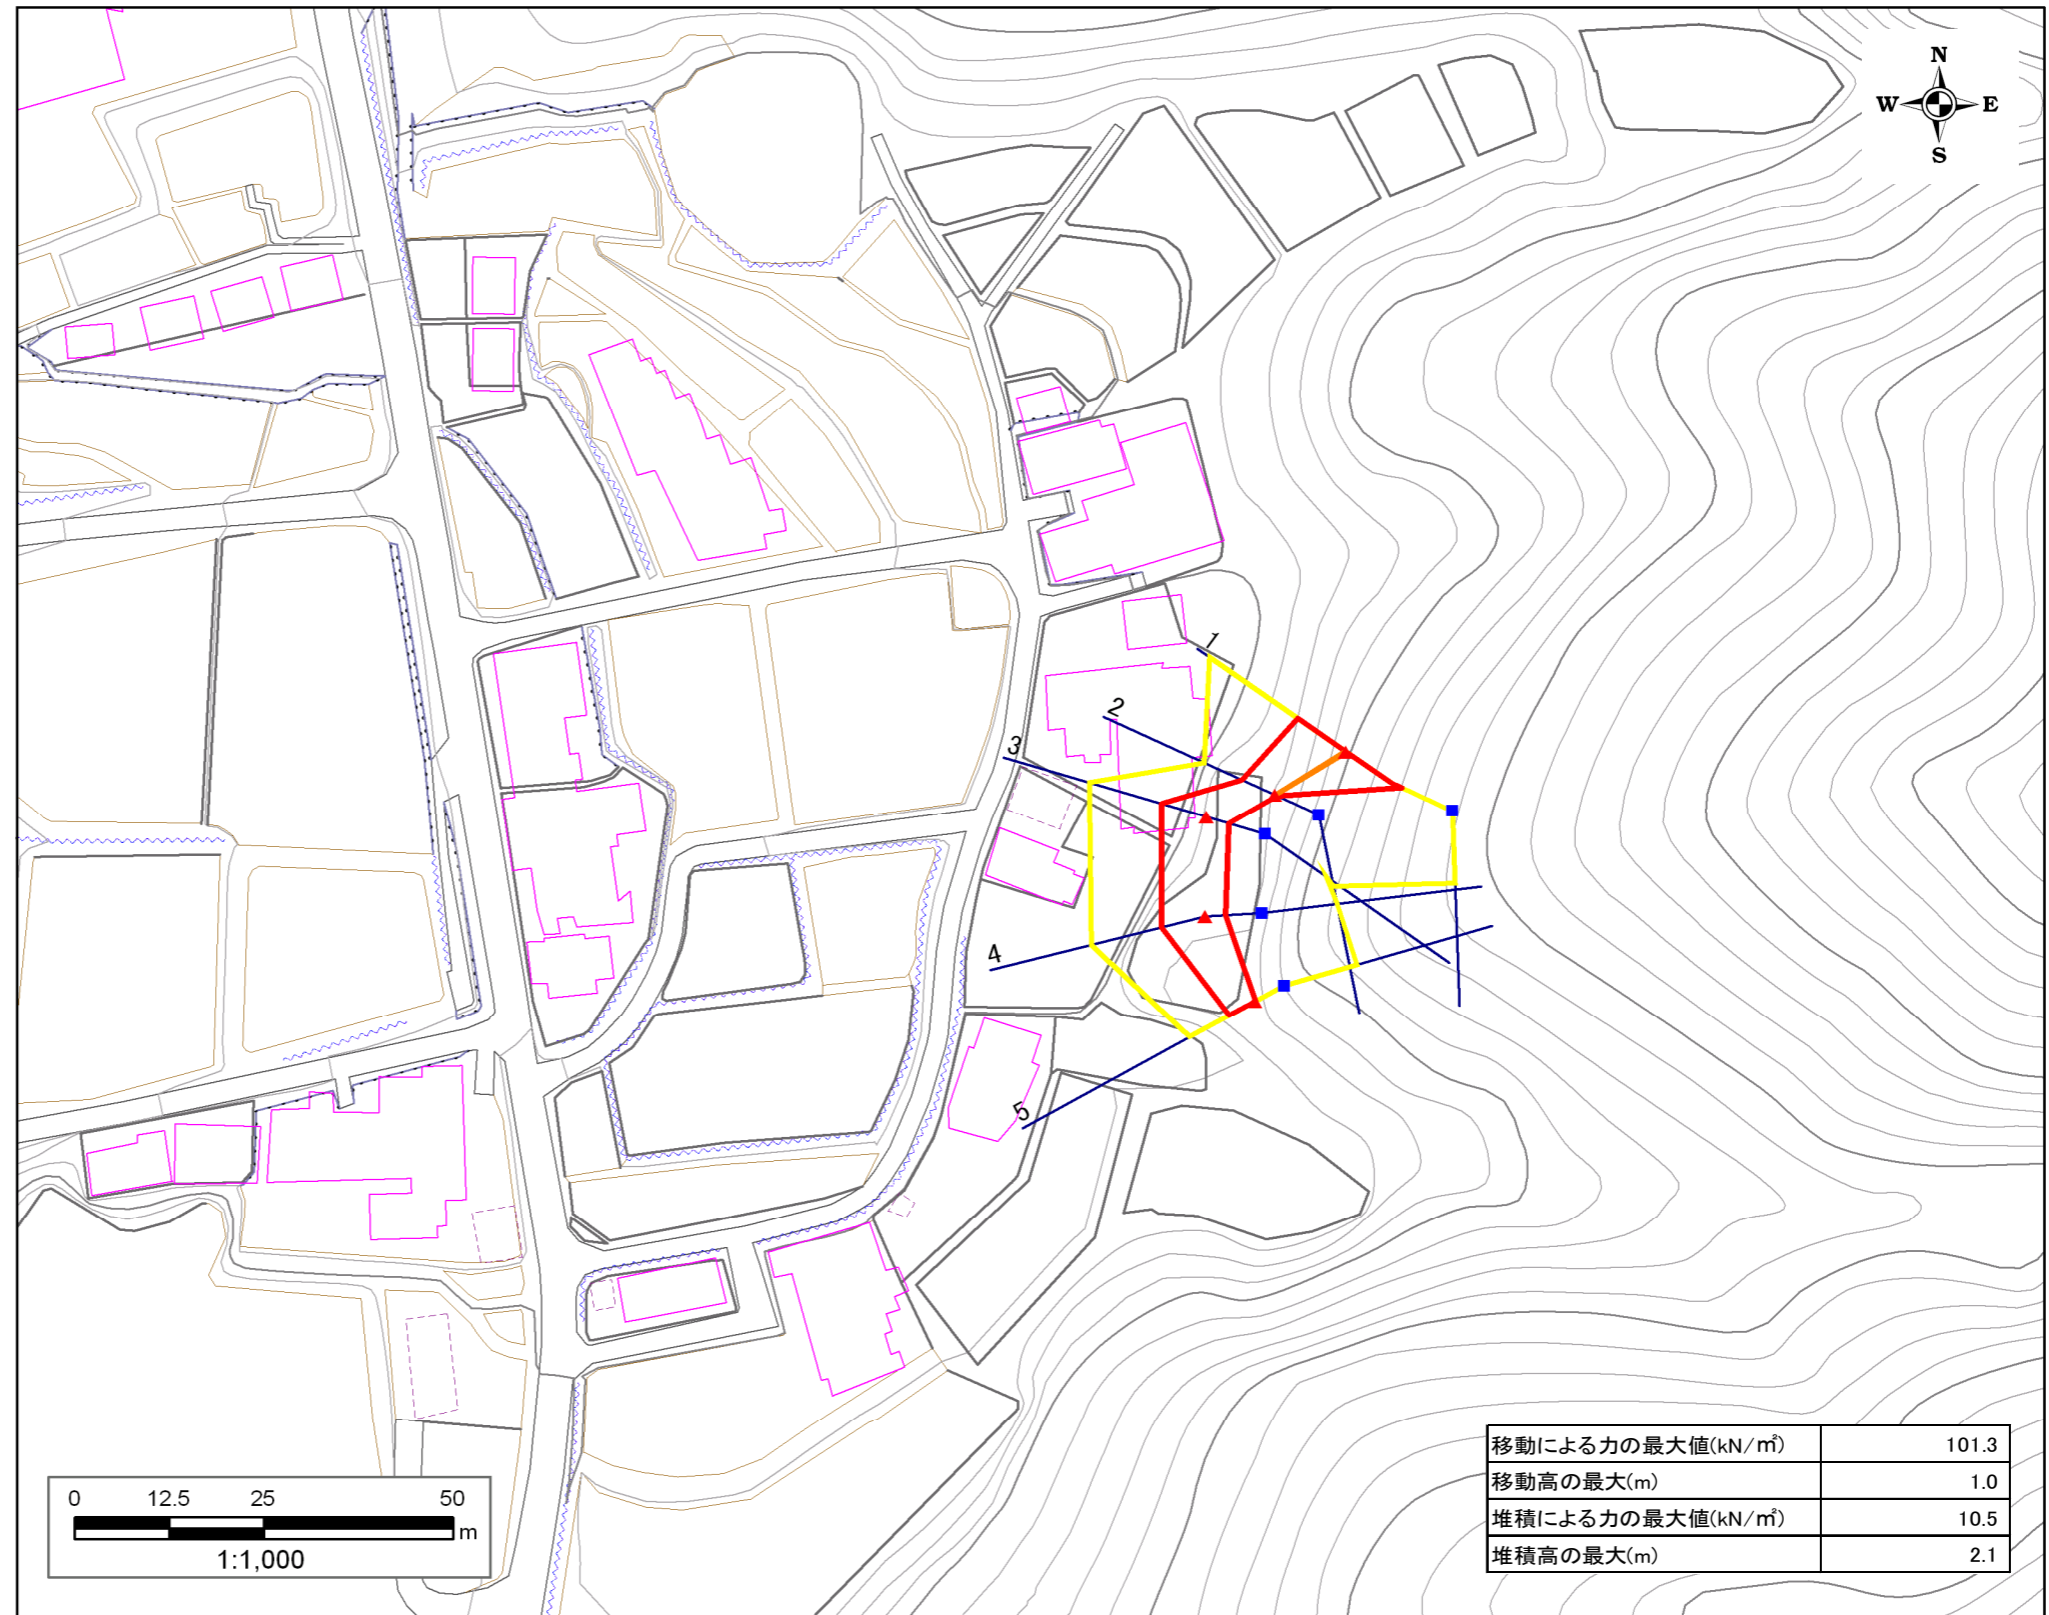 N
W E
S
1
2
3
4
5
移動による力の最大値(kN/㎡) 101.3
移動高の最大(m) 1.0
堆積による力の最大値(kN/㎡) 10.5
堆積高の最大(m) 2.1
0 12.5 25 50
m
1:1,000